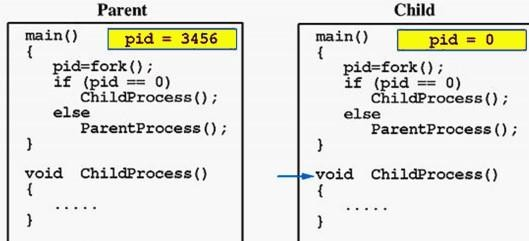 Parent
main()
pid = 3456
{
pid=fork();
if (pid == 0)
ChildProcess();
else
ParentProcess();
}
void ChildProcess()
{
.....
}
Child
main()
pid = 0
{
pid=fork();
if (pid == 0)
ChildProcess();
else
ParentProcess();
}
void ChildProcess()
{
.....
}